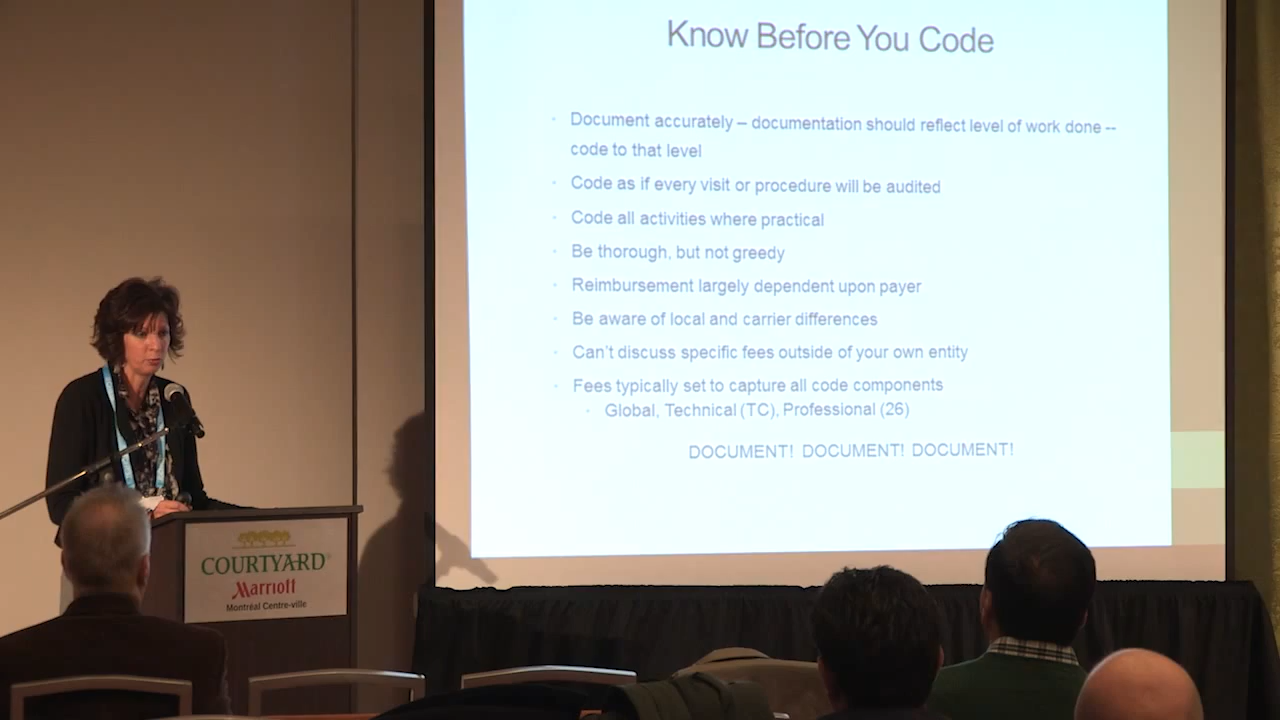 Know Before You Code
Document accurately – documentation should reflect level of work done --
code to that level
Code as if every visit or procedure will be audited
Code all activities where practical
Be thorough, but not greedy
Reimbursement largely dependent upon payer
Be aware of local and carrier differences
Can't discuss specific fees outside of your own entity
Fees typically set to capture all code components
Global, Technical (TC), Professional (26)
DOCUMENT! DOCUMENT! DOCUMENT!
COURTYARD®
Marriott
Montréal Centre-ville